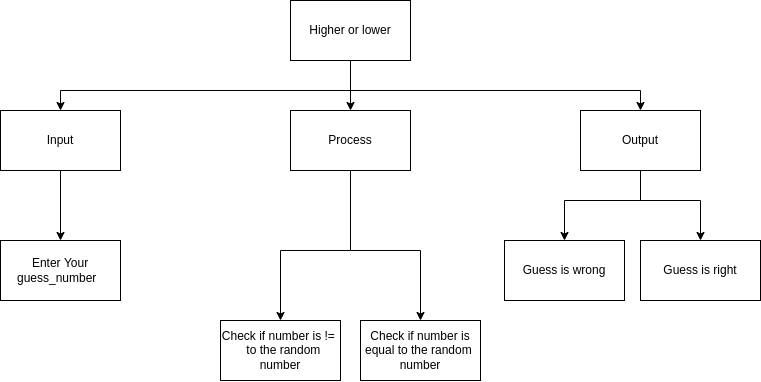 Higher or lower
Input
Process
Output
Enter Your
guess_number
Guess is wrong
Guess is right
Check if number is !=
to the random
number
Check if number is
equal to the random
number